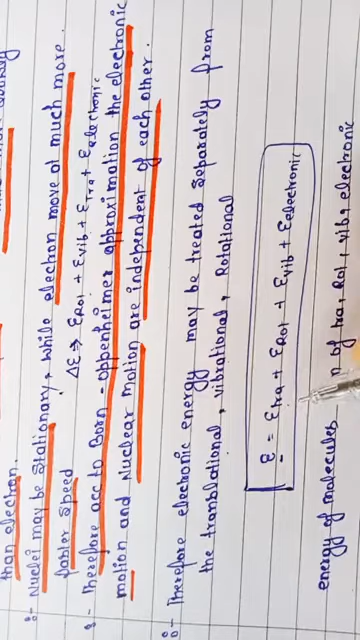 than electron.
:- Nuclei may be stationary, while electron move at much more
faster speed ΔE → ERot + EVib + ETra + Eelectronic
:- Therefore acc to Born-Oppenheimer approximation the electronic
motion and Nuclear motion are independent of each other.
:- Therefore electronic energy may be treated separately from
the translational, vibrational, Rotational
E = Etra + ERot + EVib + Eelectronic
energy of molecules n of tra, Rot, vib, electronic